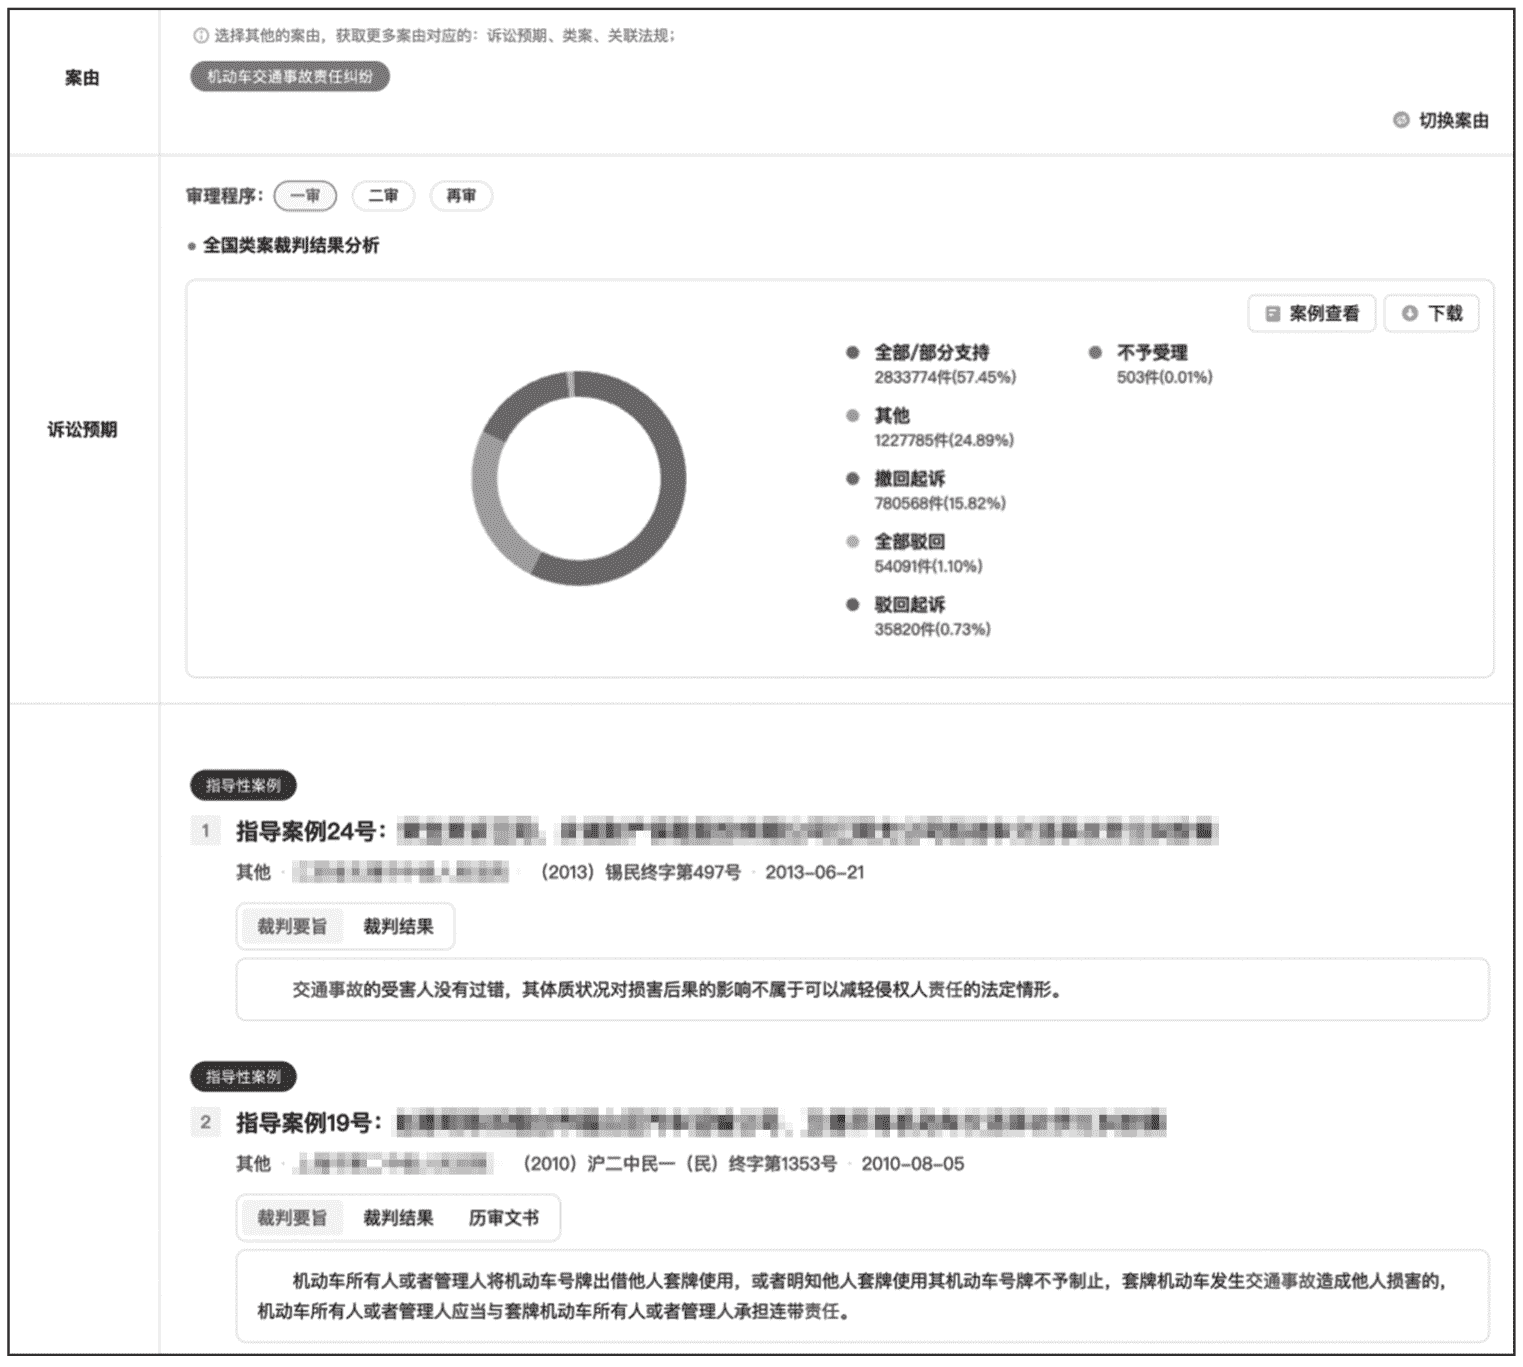 选择其他的案由，获取更多案由对应的：诉讼预期、类案、关联法规；
案由
机动车交通事故责任纠纷
切换案由
审理程序：
一审
二审
再审
全国类案裁判结果分析
案例查看
下载
诉讼预期
全部/部分支持
2833774件(57.45%)
不予受理
503件(0.01%)
其他
1227785件(24.89%)
撤回起诉
780568件(15.82%)
全部驳回
54091件(1.10%)
驳回起诉
35820件(0.73%)
指导性案例
1 指导案例24号：
其他 · · （2013）锡民终字第497号 · 2013-06-21
裁判要旨 裁判结果
交通事故的受害人没有过错，其体质状况对损害后果的影响不属于可以减轻侵权人责任的法定情形。
指导性案例
2 指导案例19号：
其他 · （2010）沪二中民一（民）终字第1353号 · 2010-08-05
裁判要旨 裁判结果 历审文书
机动车所有人或者管理人将机动车号牌出借他人套牌使用，或者明知他人套牌使用其机动车号牌不予制止，套牌机动车发生交通事故造成他人损害的，
机动车所有人或者管理人应当与套牌机动车所有人或者管理人承担连带责任。